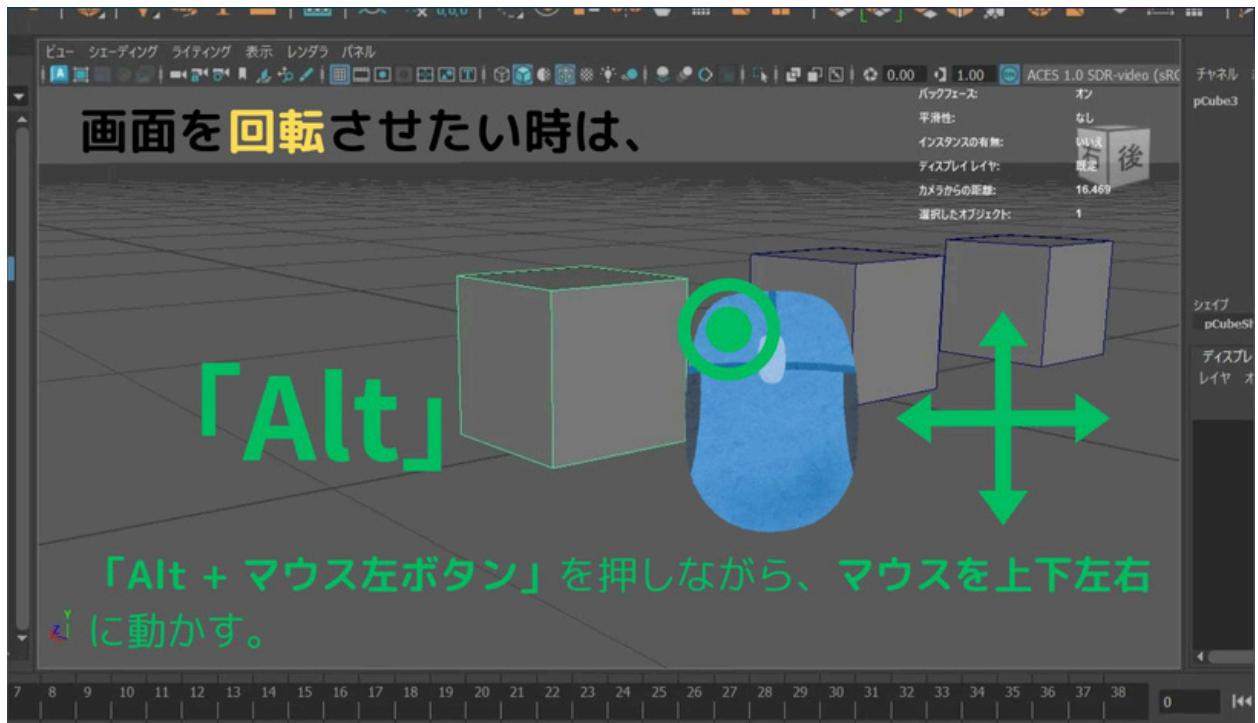 ビュー シェーディング ライティング 表示 レンダラ パネル
0.00 1.00 ACES 1.0 SDR-video (sRG
チャネル
pCube3
画面を回転させたい時は、
バックフェース: オン
平滑性: なし
インスタンスの有無: いいえ
ディスプレイ レイヤ: 既定
カメラからの距離: 16.469
選択したオブジェクト: 1
右 後
シェイプ
pCubeSh
ディスプレ
レイヤ オ
「Alt」
「Alt + マウス左ボタン」を押しながら、マウスを上下左右
に動かす。
Y
Z
7 8 9 10 11 12 13 14 15 16 17 18 19 20 21 22 23 24 25 26 27 28 29 30 31 32 33 34 35 36 37 38
0